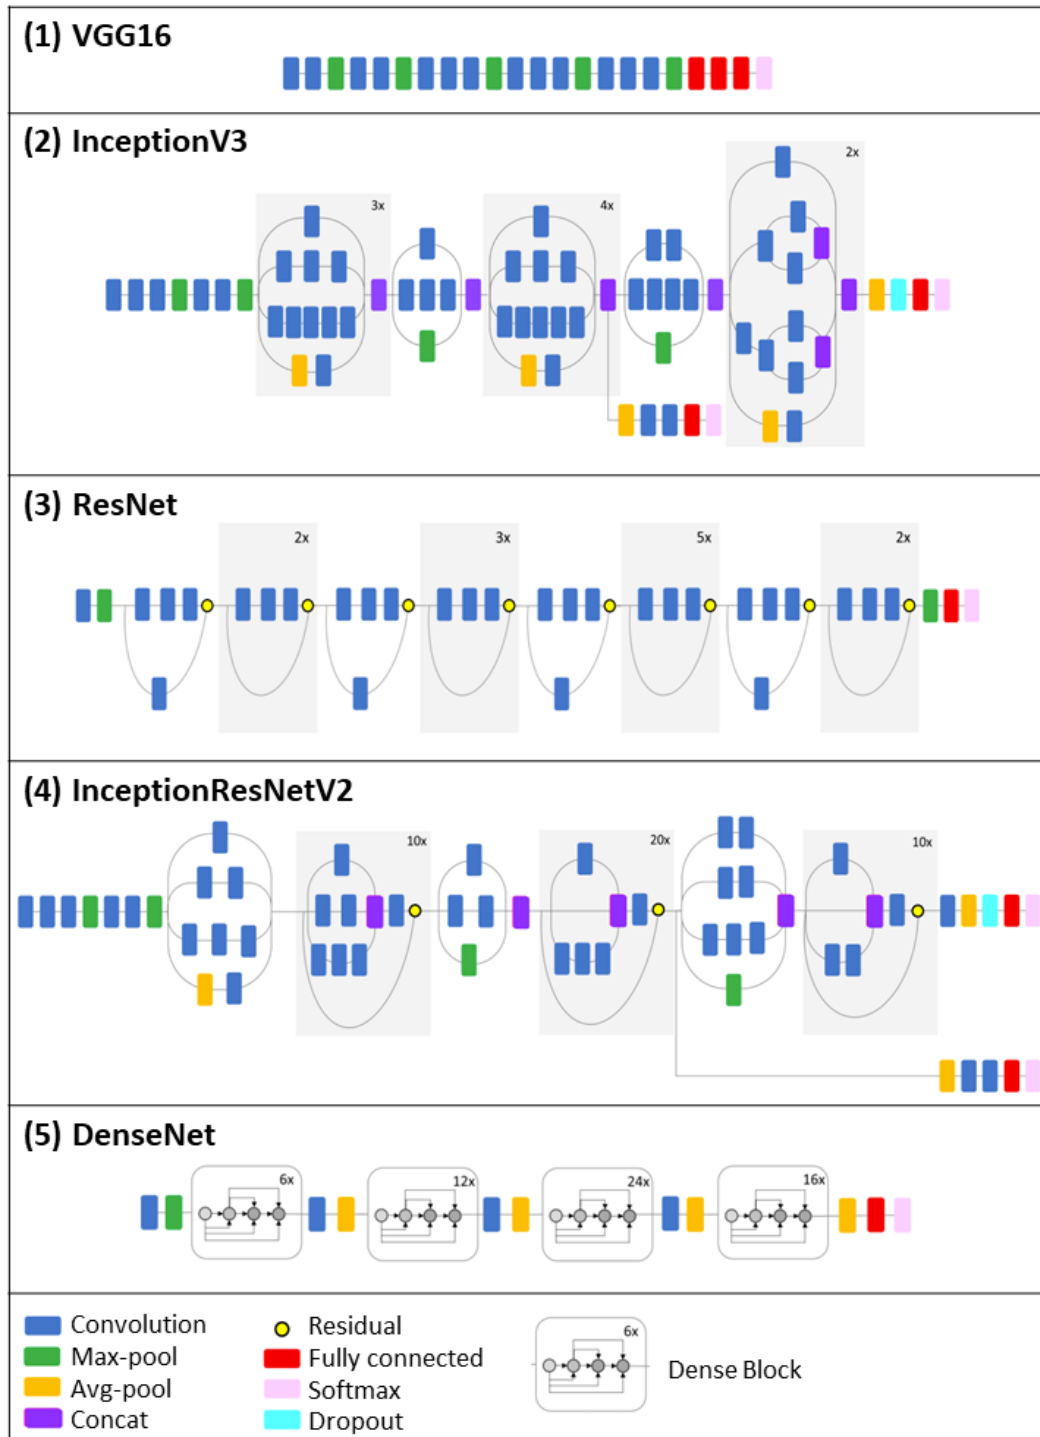 (1) VGG16
(2) InceptionV3
3x
4x
2x
(3) ResNet
2x
3x
5x
2x
(4) InceptionResNetV2
10x
20x
10x
(5) DenseNet
6x
12x
24x
16x
Convolution
Max-pool
Avg-pool
Concat
Residual
Fully connected
Softmax
Dropout
6x
Dense Block